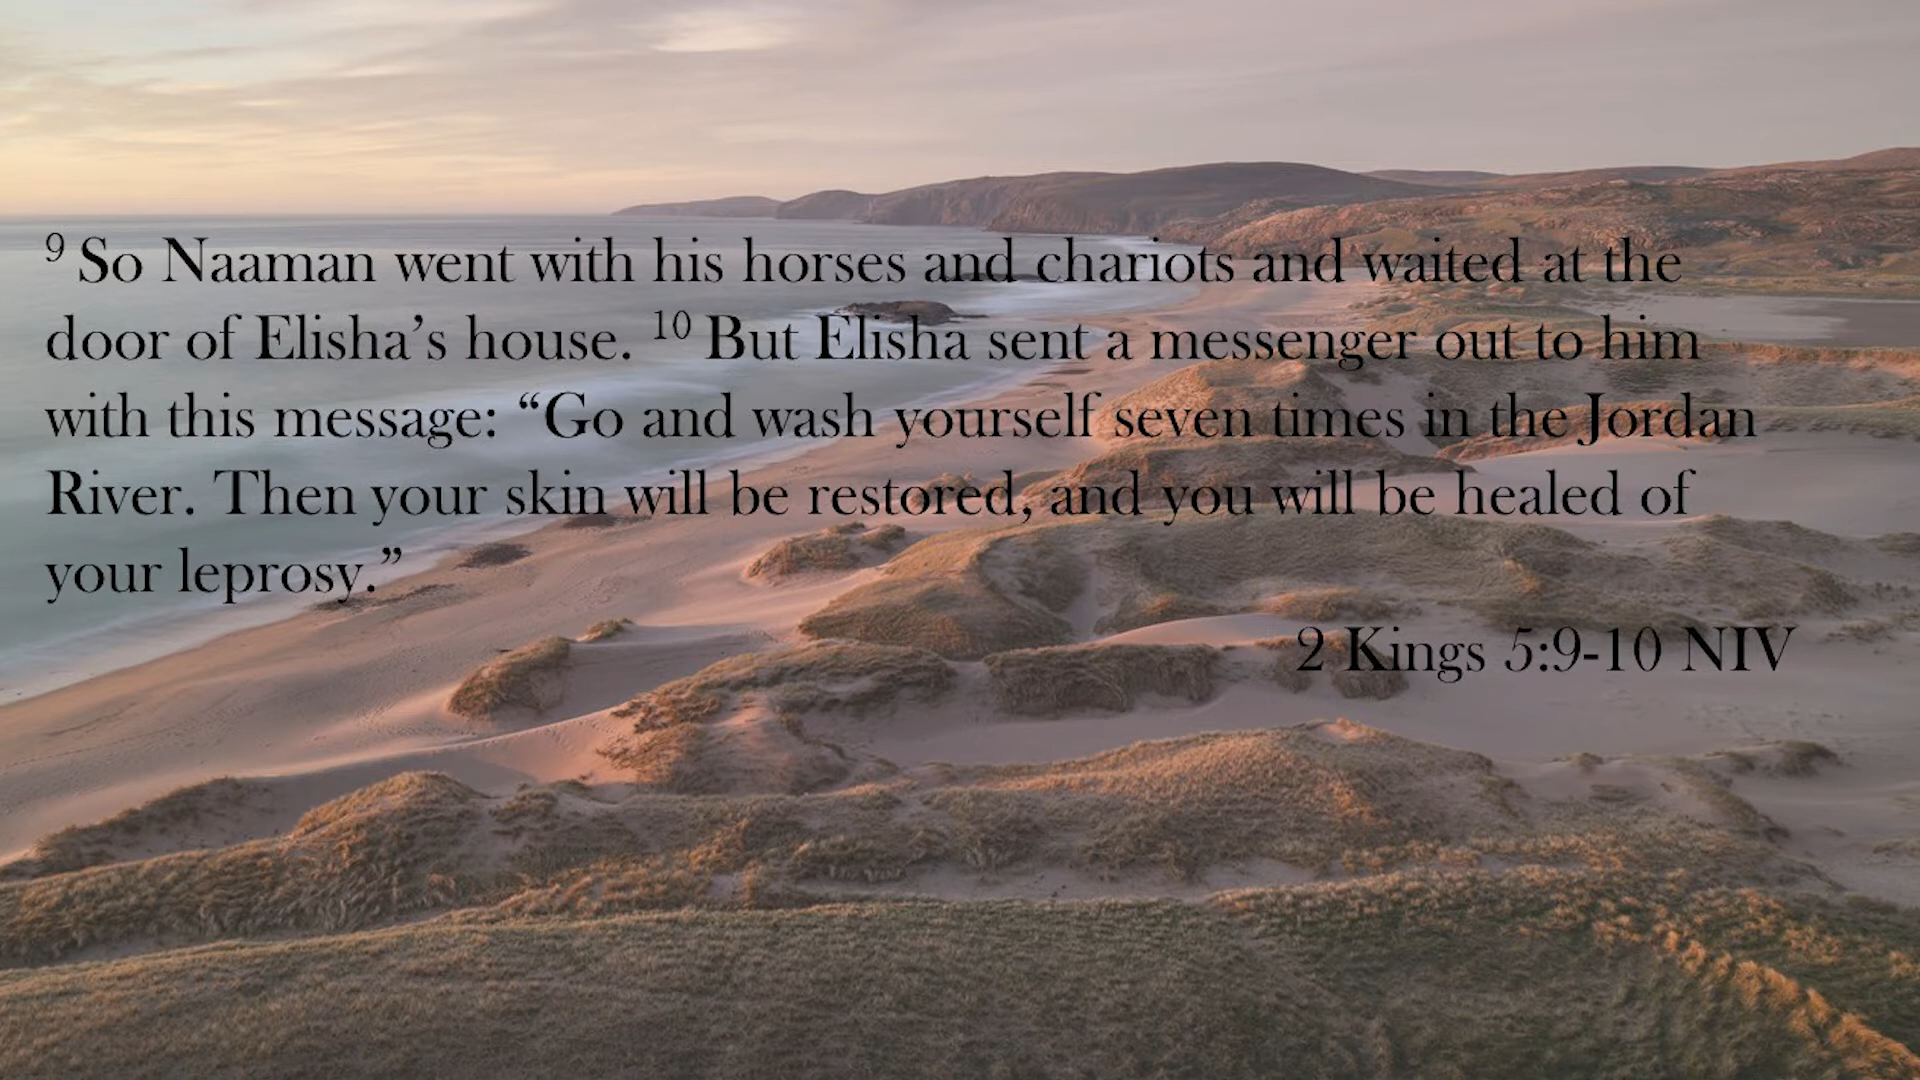 9 So Naaman went with his horses and chariots and waited at the
door of Elisha’s house. 10 But Elisha sent a messenger out to him
with this message: “Go and wash yourself seven times in the Jordan
River. Then your skin will be restored, and you will be healed of
your leprosy.”
2 Kings 5:9-10 NIV